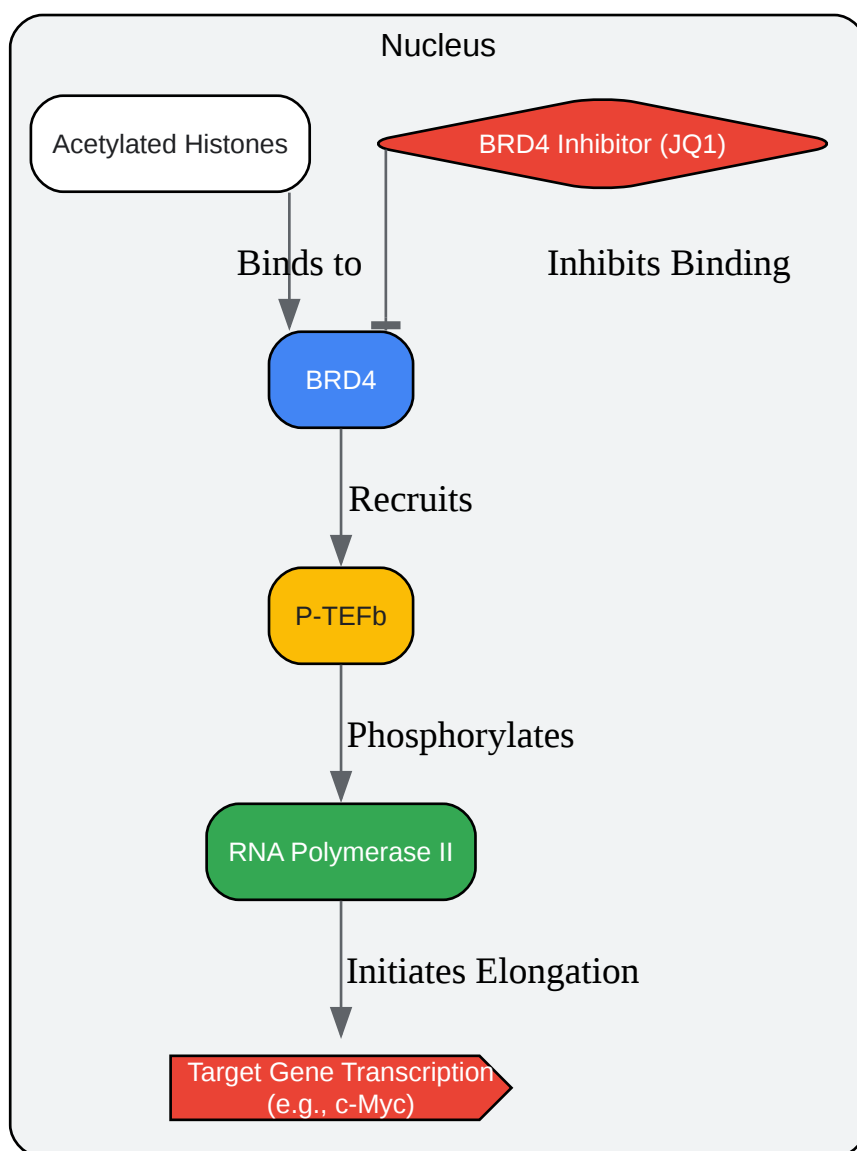 Nucleus
Acetylated Histones
BRD4 Inhibitor (JQ1)
Binds to
Inhibits Binding
BRD4
Recruits
P-TEFb
Phosphorylates
RNA Polymerase II
Initiates Elongation
Target Gene Transcription
(e.g., c-Myc)